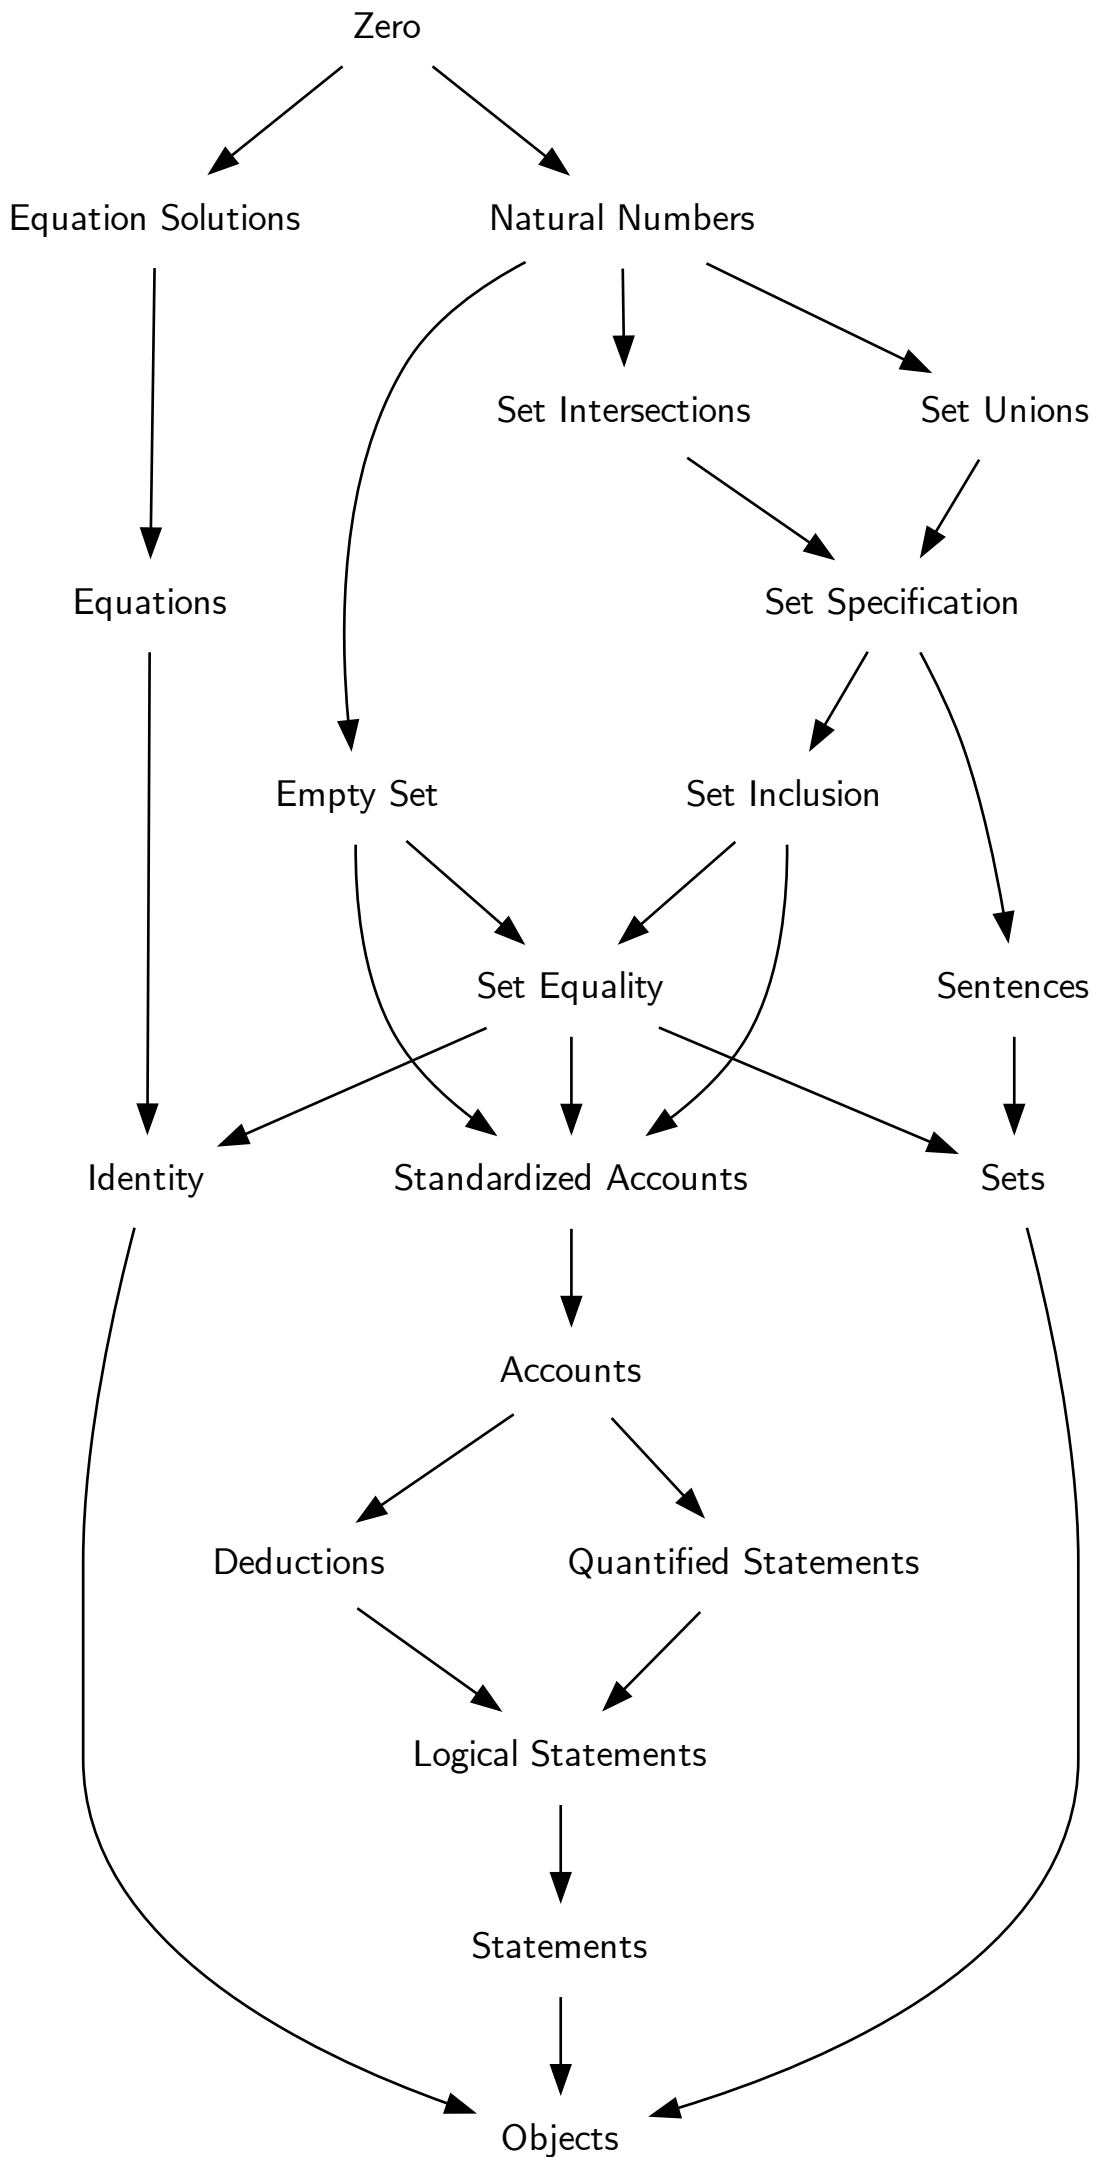 Zero
Equation Solutions
Natural Numbers
Set Intersections
Set Unions
Equations
Set Specification
Empty Set
Set Inclusion
Set Equality
Sentences
Identity
Standardized Accounts
Sets
Accounts
Deductions
Quantified Statements
Logical Statements
Statements
Objects